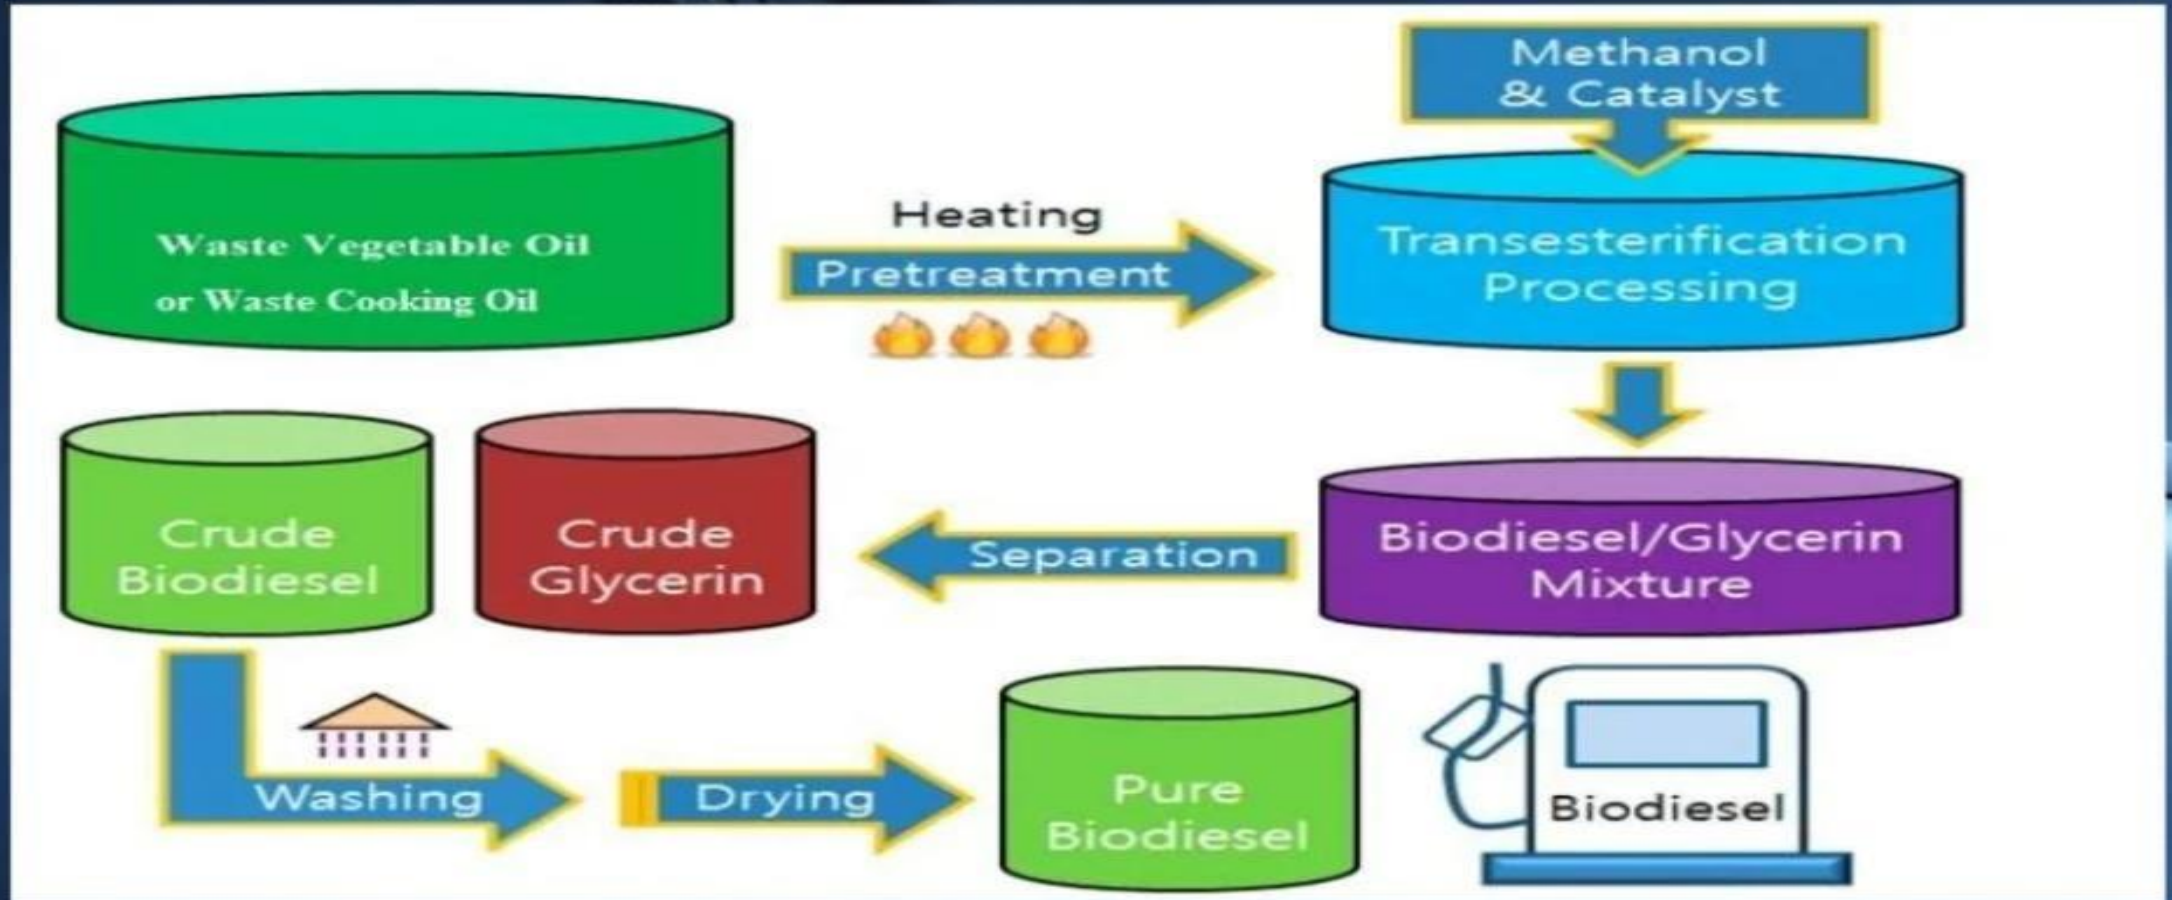 Methanol
& Catalyst
Waste Vegetable Oil
or Waste Cooking Oil
Heating
Pretreatment
Transesterification
Processing
Crude
Biodiesel
Crude
Glycerin
Separation
Biodiesel/Glycerin
Mixture
Washing
Drying
Pure
Biodiesel
Biodiesel